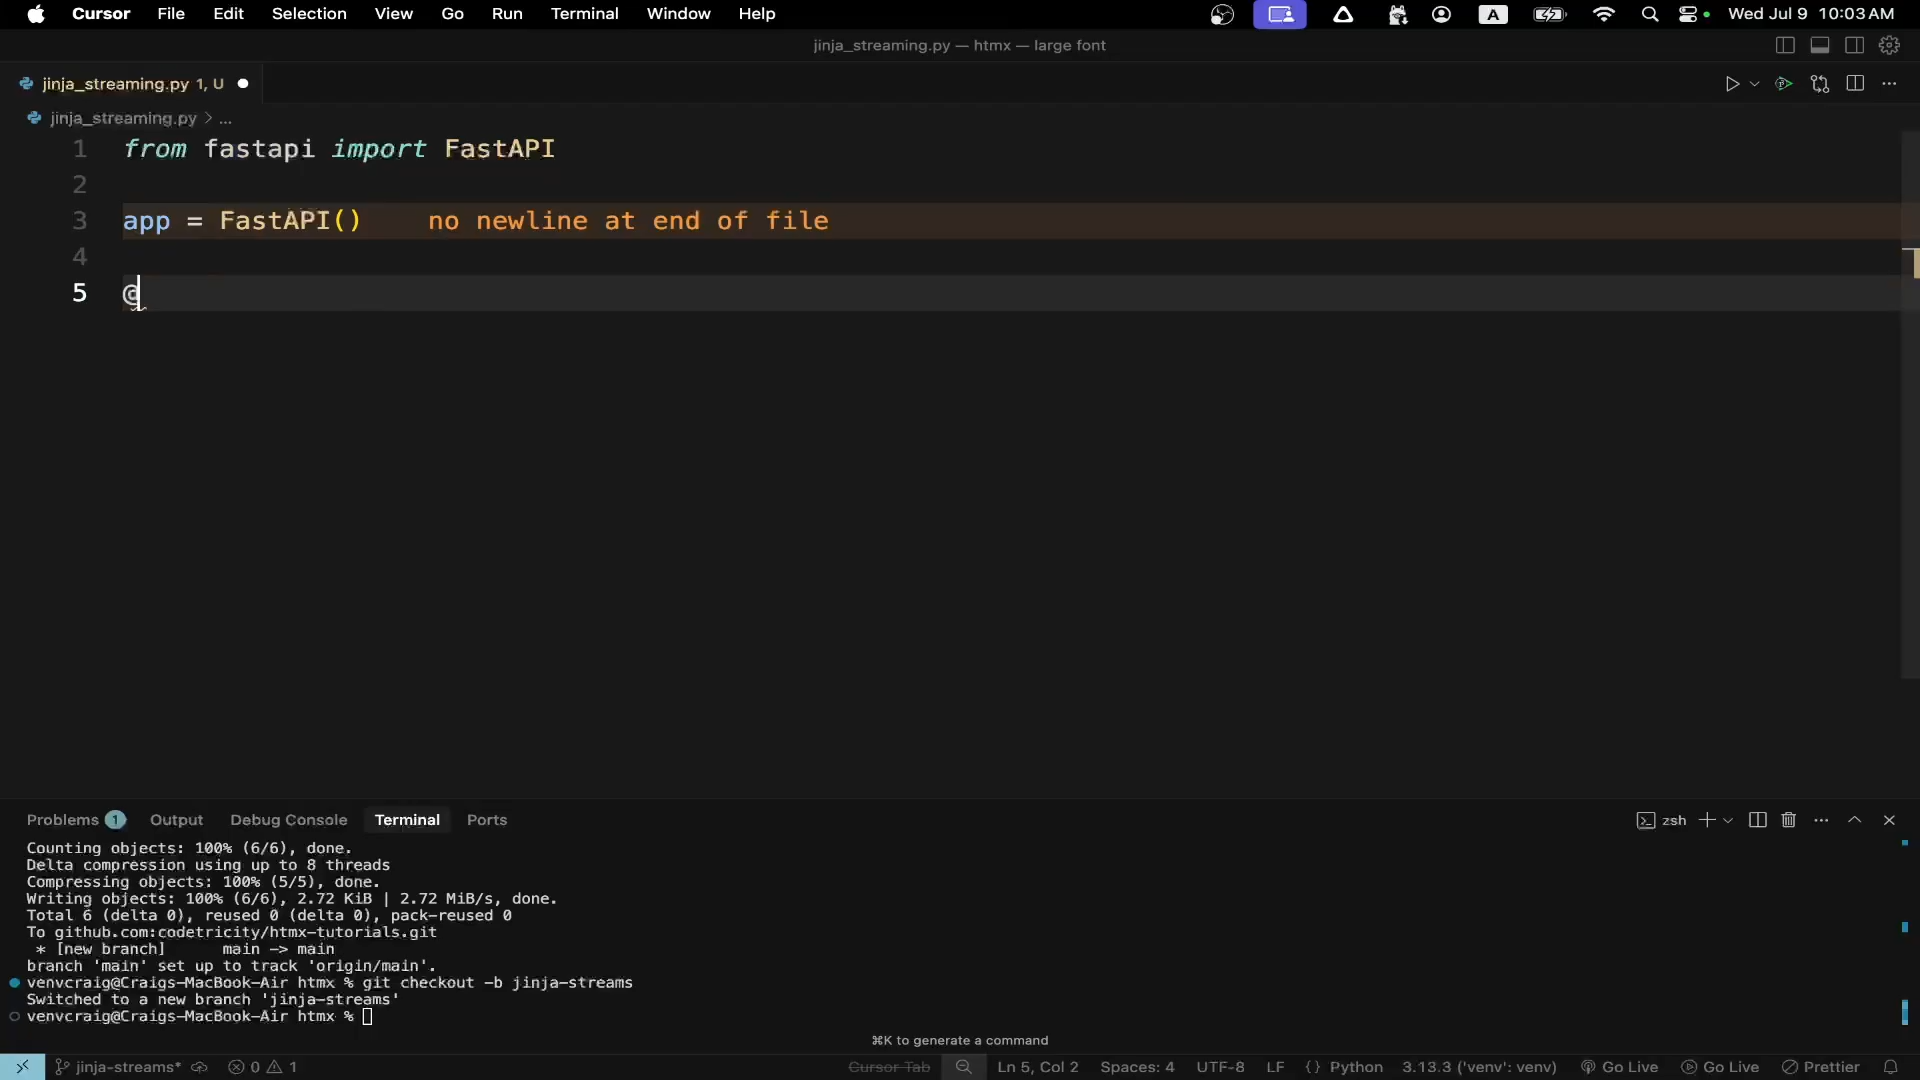 Cursor File Edit Selection View Go Run Terminal Window Help A Wed Jul 9 10:03 AM
jinja_streaming.py — htmx — large font
jinja_streaming.py 1, U
jinja_streaming.py > ...
1 from fastapi import FastAPI
2
3 app = FastAPI() no newline at end of file
4
5 @
Problems 1 Output Debug Console Terminal Ports zsh
Counting objects: 100% (6/6), done.
Delta compression using up to 8 threads
Compressing objects: 100% (5/5), done.
Writing objects: 100% (6/6), 2.72 KiB | 2.72 MiB/s, done.
Total 6 (delta 0), reused 0 (delta 0), pack-reused 0
To github.com:codetricity/htmx-tutorials.git
* [new branch] main -> main
branch 'main' set up to track 'origin/main'.
venvcraig@Craigs-MacBook-Air htmx % git checkout -b jinja-streams
Switched to a new branch 'jinja-streams'
venvcraig@Craigs-MacBook-Air htmx %
⌘K to generate a command
jinja-streams* 0 1 Cursor Tab Ln 5, Col 2 Spaces: 4 UTF-8 LF {} Python 3.13.3 ('venv': venv) Go Live Go Live Prettier